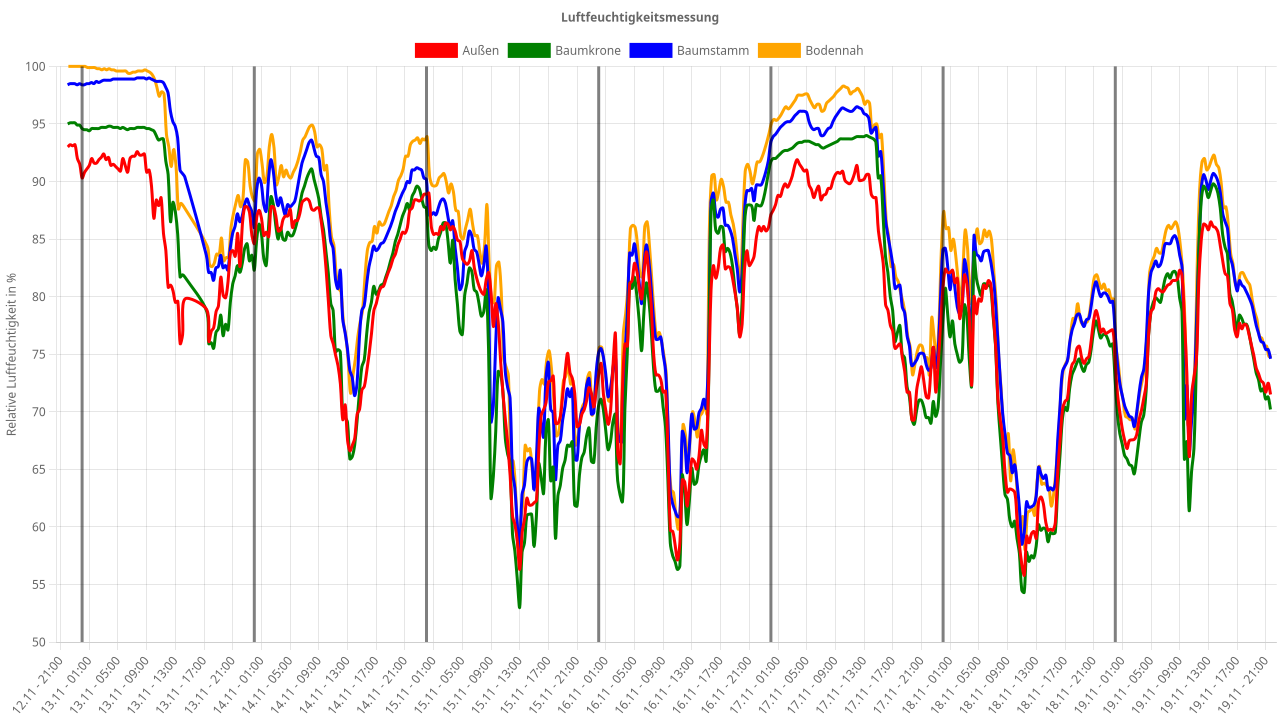 Luftfeuchtigkeitsmessung
Außen Baumkrone Baumstamm Bodennah
Relative Luftfeuchtigkeit in %
100
95
90
85
80
75
70
65
60
55
50
12.11 - 21:00
13.11 - 01:00
13.11 - 05:00
13.11 - 09:00
13.11 - 13:00
13.11 - 17:00
13.11 - 21:00
14.11 - 01:00
14.11 - 05:00
14.11 - 09:00
14.11 - 13:00
14.11 - 17:00
14.11 - 21:00
15.11 - 01:00
15.11 - 05:00
15.11 - 09:00
15.11 - 13:00
15.11 - 17:00
15.11 - 21:00
16.11 - 01:00
16.11 - 05:00
16.11 - 09:00
16.11 - 13:00
16.11 - 17:00
16.11 - 21:00
17.11 - 01:00
17.11 - 05:00
17.11 - 09:00
17.11 - 13:00
17.11 - 17:00
17.11 - 21:00
18.11 - 01:00
18.11 - 05:00
18.11 - 09:00
18.11 - 13:00
18.11 - 17:00
18.11 - 21:00
19.11 - 01:00
19.11 - 05:00
19.11 - 09:00
19.11 - 13:00
19.11 - 17:00
19.11 - 21:00